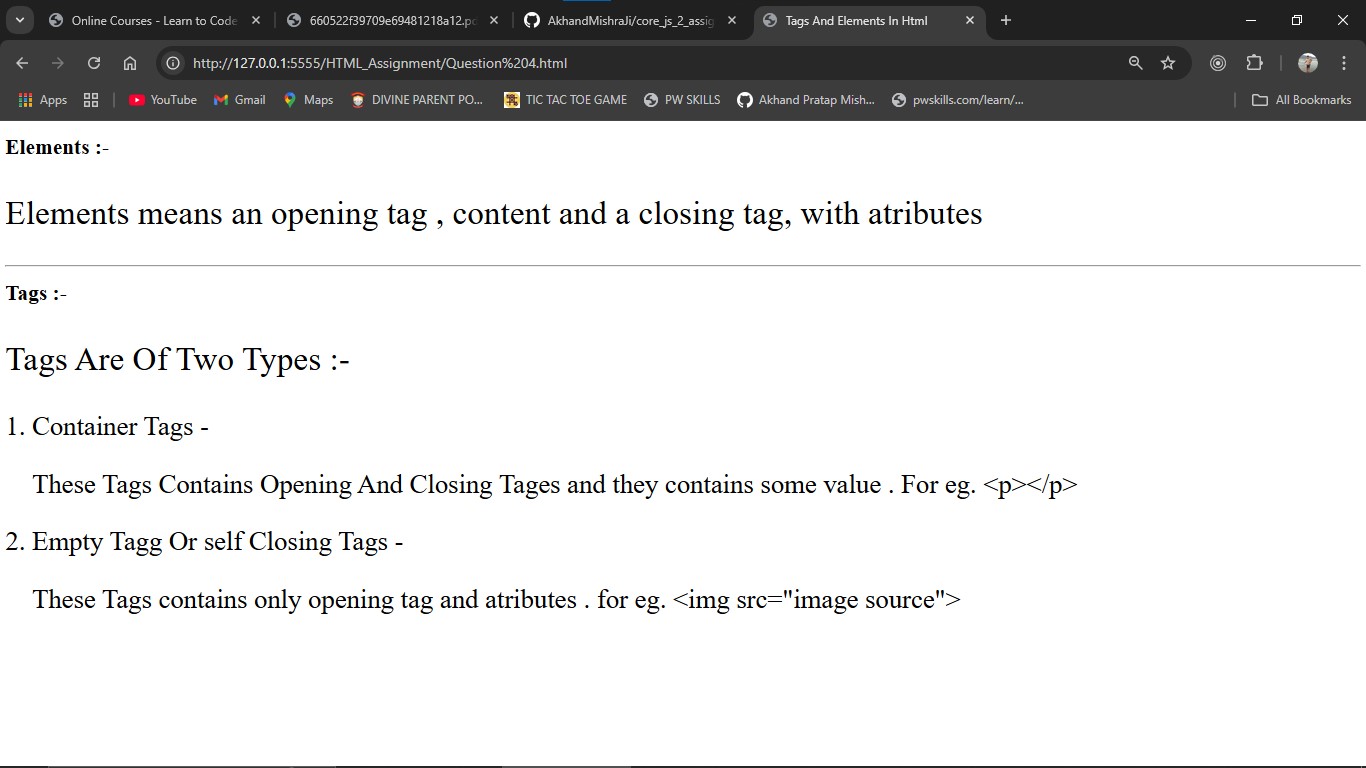 Online Courses - Learn to Code
660522f39709e69481218a12.pd
AkhandMishraJi/core_js_2_assig
Tags And Elements In Html
http://127.0.0.1:5555/HTML_Assignment/Question%204.html
Apps
YouTube
Gmail
Maps
DIVINE PARENT PO...
TIC TAC TOE GAME
PW SKILLS
Akhand Pratap Mish...
pwskills.com/learn/...
All Bookmarks
Elements :-
Elements means an opening tag , content and a closing tag, with atributes
Tags :-
Tags Are Of Two Types :-
1. Container Tags -
These Tags Contains Opening And Closing Tages and they contains some value . For eg. <p></p>
2. Empty Tagg Or self Closing Tags -
These Tags contains only opening tag and atributes . for eg. <img src="image source">